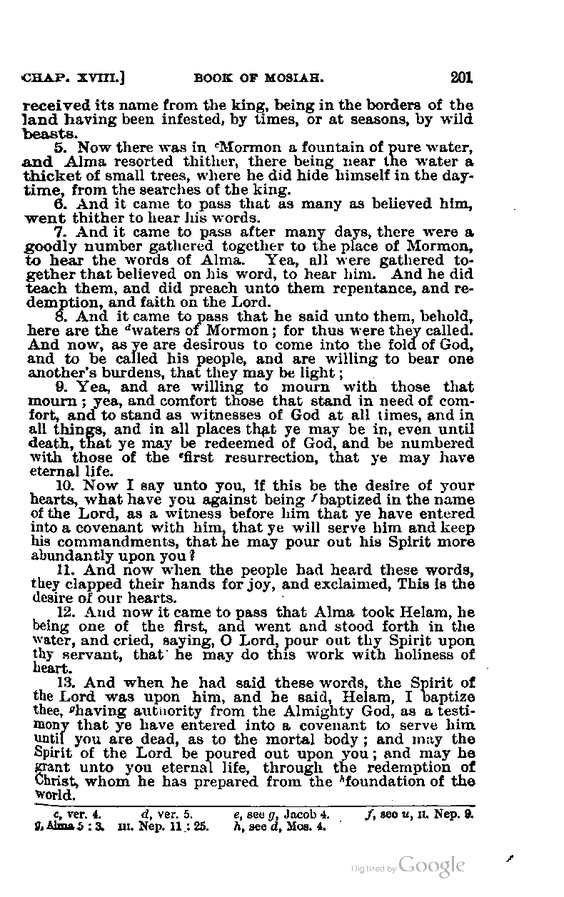 CHAP. XVIII.] BOOK OF MOSIAH. 201
received its name from the king, being in the borders of the
land having been infested, by times, or at seasons, by wild
beasts.
5. Now there was in ᶜMormon a fountain of pure water,
and Alma resorted thither, there being near the water a
thicket of small trees, where he did hide himself in the day-
time, from the searches of the king.
6. And it came to pass that as many as believed him,
went thither to hear his words.
7. And it came to pass after many days, there were a
goodly number gathered together to the place of Mormon,
to hear the words of Alma. Yea, all were gathered to-
gether that believed on his word, to hear him. And he did
teach them, and did preach unto them repentance, and re-
demption, and faith on the Lord.
8. And it came to pass that he said unto them, behold,
here are the ᵈwaters of Mormon; for thus were they called.
And now, as ye are desirous to come into the fold of God,
and to be called his people, and are willing to bear one
another's burdens, that they may be light;
9. Yea, and are willing to mourn with those that
mourn; yea, and comfort those that stand in need of com-
fort, and to stand as witnesses of God at all times, and in
all things, and in all places that ye may be in, even until
death, that ye may be redeemed of God, and be numbered
with those of the ᵉfirst resurrection, that ye may have
eternal life.
10. Now I say unto you, if this be the desire of your
hearts, what have you against being ᶠbaptized in the name
of the Lord, as a witness before him that ye have entered
into a covenant with him, that ye will serve him and keep
his commandments, that he may pour out his Spirit more
abundantly upon you?
11. And now when the people had heard these words,
they clapped their hands for joy, and exclaimed, This is the
desire of our hearts.
12. And now it came to pass that Alma took Helam, he
being one of the first, and went and stood forth in the
water, and cried, saying, O Lord, pour out thy Spirit upon
thy servant, that he may do this work with holiness of
heart.
13. And when he had said these words, the Spirit of
the Lord was upon him, and he said, Helam, I baptize
thee, ᵍhaving authority from the Almighty God, as a testi-
mony that ye have entered into a covenant to serve him
until you are dead, as to the mortal body; and may the
Spirit of the Lord be poured out upon you; and may he
grant unto you eternal life, through the redemption of
Christ, whom he has prepared from the ʰfoundation of the
world.
c, ver. 4. d, ver. 5. e, see g, Jacob 4. f, see u, II. Nep. 9.
g, Alma 5:3. III. Nep. 11:25. h, see d, Mos. 4.
Digitized by Google